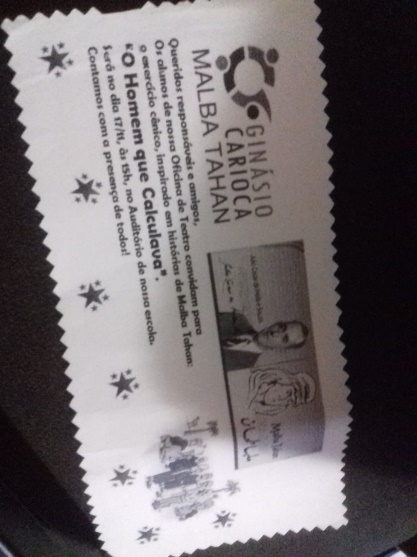 GINÁSIO
CARIOCA
MALBA TAHAN
Queridos responsáveis e amigos,
Os alunos de nossa Oficina de Teatro convidam para
o exercício cênico, inspirado em histórias de Malba Tahan:
"O Homem que Calculava".
Será no dia 17/11, às 15h, no Auditório de nossa escola.
Contamos com a presença de todos!
Malba Tahan